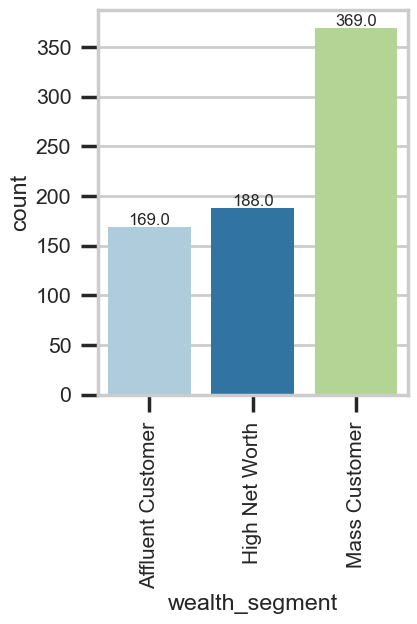 369.0
350
300
250
200
188.0
169.0
150
100
50
0
count
Affluent Customer
High Net Worth
Mass Customer
wealth_segment